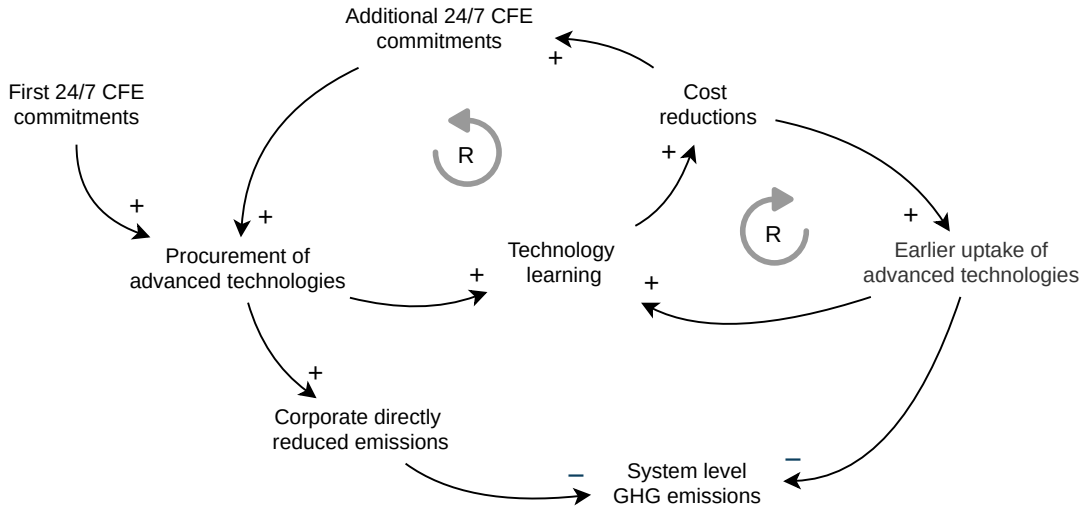 Additional 24/7 CFE
commitments
+
First 24/7 CFE
commitments
+
Cost
reductions
+
R
+
R
+
+
Procurement of
advanced technologies
+
Technology
learning
+
Earlier uptake of
advanced technologies
+
Corporate directly
reduced emissions
–
System level
GHG emissions
–